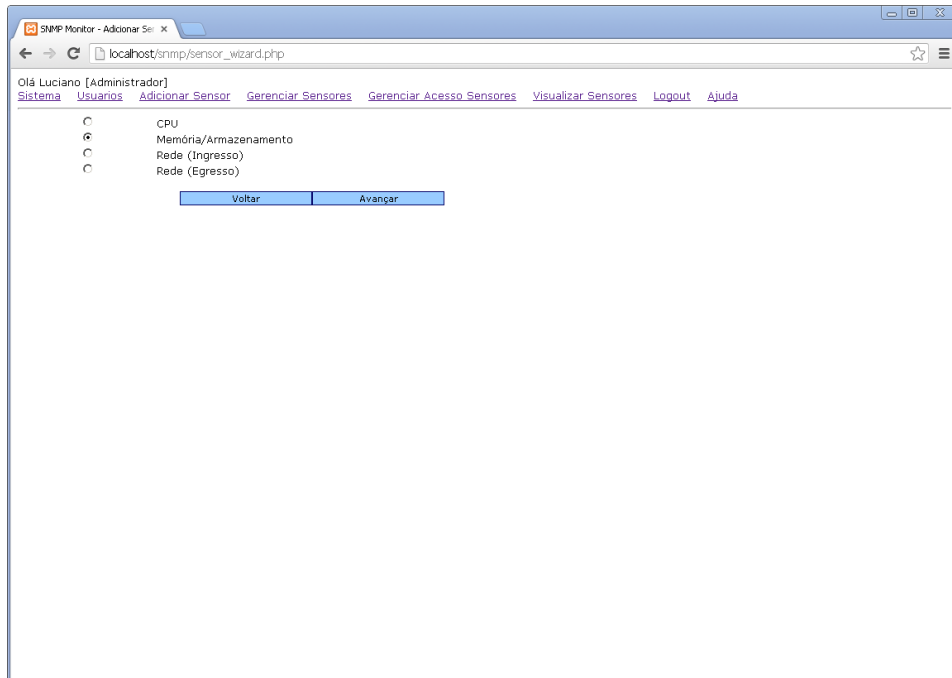 SNMP Monitor - Adicionar Se
localhost/snmp/sensor_wizard.php
Olá Luciano [Administrador]
Sistema Usuarios Adicionar Sensor Gerenciar Sensores Gerenciar Acesso Sensores Visualizar Sensores Logout Ajuda
CPU
Memória/Armazenamento
Rede (Ingresso)
Rede (Egresso)
Voltar Avançar